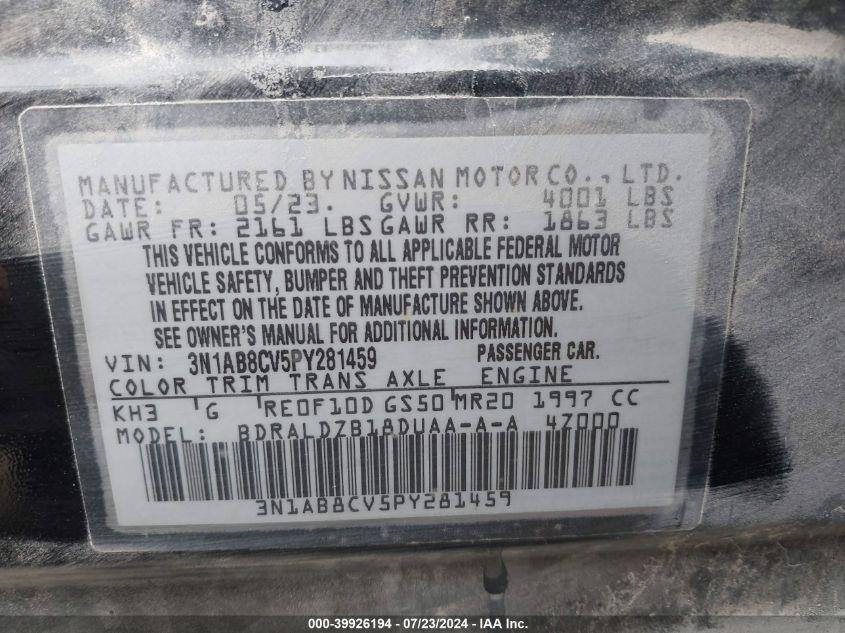 MANUFACTURED BY NISSAN MOTOR CO., LTD.
DATE: 05/23. GVWR: 4001 LBS
GAWR FR: 2161 LBS GAWR RR: 1863 LBS
THIS VEHICLE CONFORMS TO ALL APPLICABLE FEDERAL MOTOR
VEHICLE SAFETY, BUMPER AND THEFT PREVENTION STANDARDS
IN EFFECT ON THE DATE OF MANUFACTURE SHOWN ABOVE.
SEE OWNER'S MANUAL FOR ADDITIONAL INFORMATION.
VIN: 3N1AB8CV5PY281459 PASSENGER CAR.
COLOR TRIM TRANS AXLE ENGINE
KH3 G RE0F10D GS50 MR20 1997 CC
MODEL: BDRALDZB18DUAA-A-A 4Z000
3N1AB8CV5PY281459
000-39926194 - 07/23/2024 - IAA Inc.